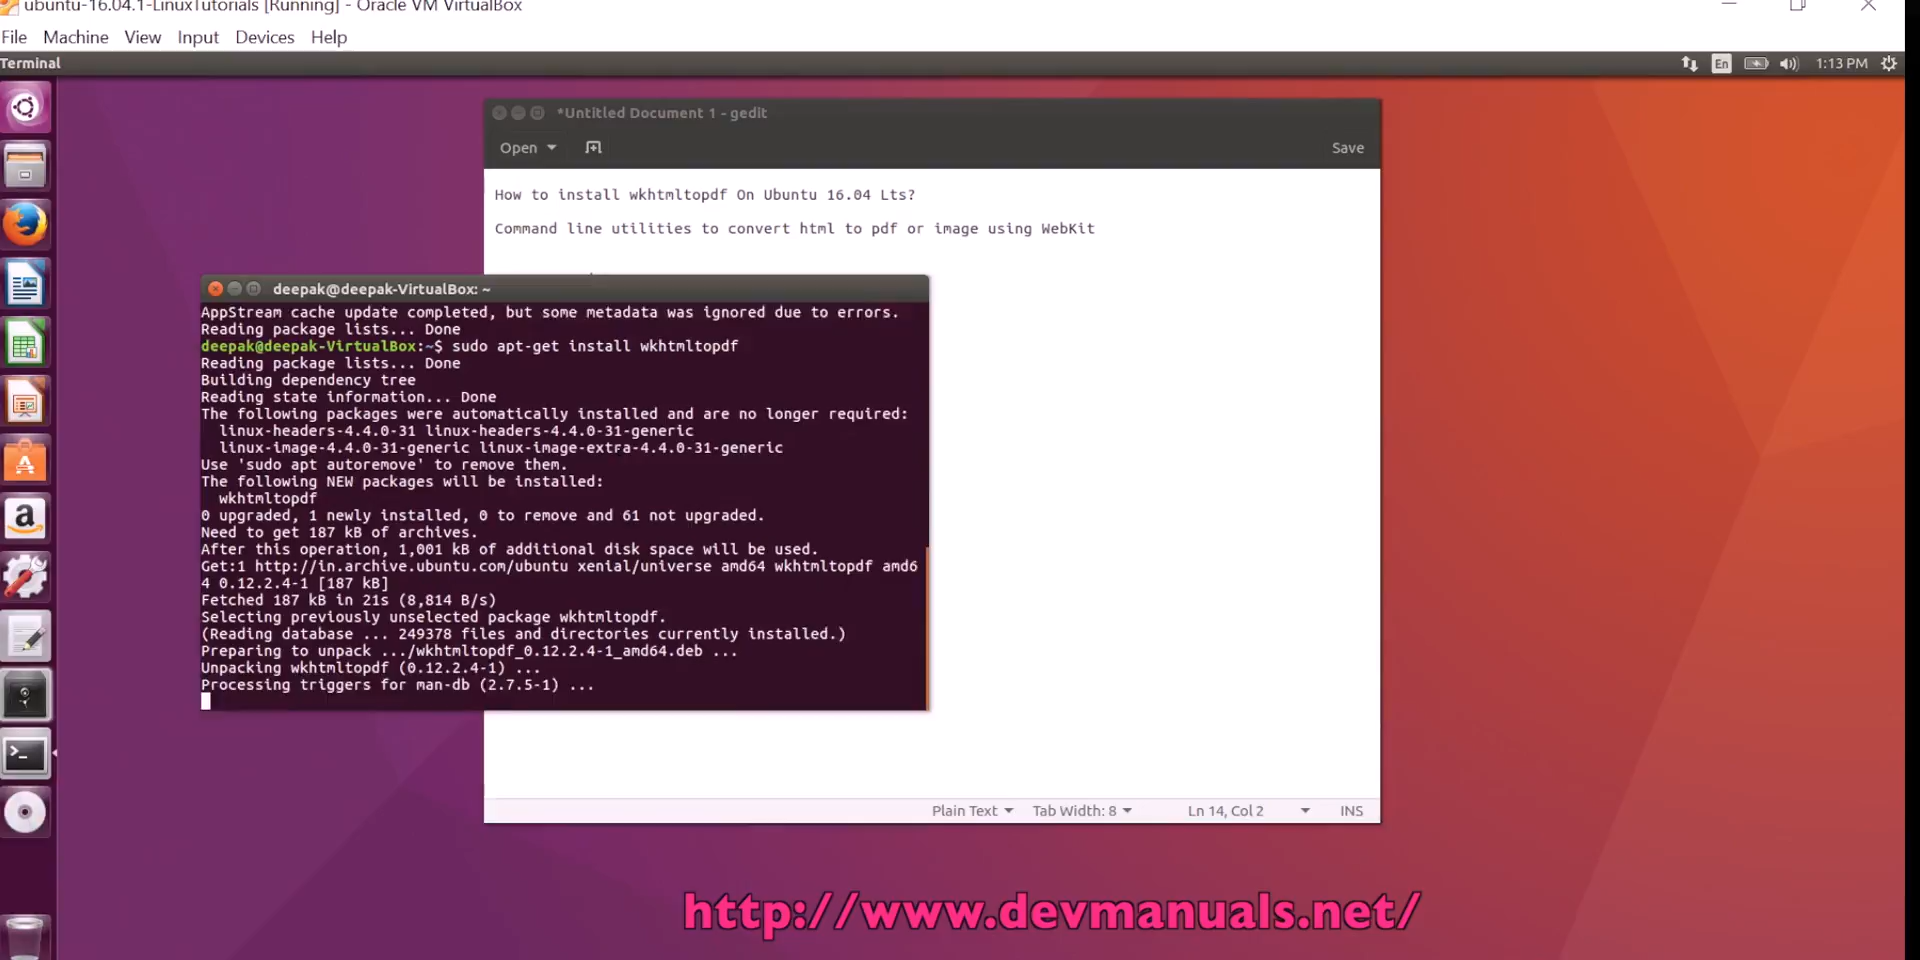 ubuntu-16.04.1-LinuxTutorials [Running] - Oracle VM VirtualBox
File Machine View Input Devices Help
Terminal
En
1:13 PM
*Untitled Document 1 - gedit
Open
Save
How to install wkhtmltopdf On Ubuntu 16.04 Lts?
Command line utilities to convert html to pdf or image using WebKit
deepak@deepak-VirtualBox: ~
AppStream cache update completed, but some metadata was ignored due to errors.
Reading package lists... Done
deepak@deepak-VirtualBox:~$ sudo apt-get install wkhtmltopdf
Reading package lists... Done
Building dependency tree
Reading state information... Done
The following packages were automatically installed and are no longer required:
linux-headers-4.4.0-31 linux-headers-4.4.0-31-generic
linux-image-4.4.0-31-generic linux-image-extra-4.4.0-31-generic
Use 'sudo apt autoremove' to remove them.
The following NEW packages will be installed:
wkhtmltopdf
0 upgraded, 1 newly installed, 0 to remove and 61 not upgraded.
Need to get 187 kB of archives.
After this operation, 1,001 kB of additional disk space will be used.
Get:1 http://in.archive.ubuntu.com/ubuntu xenial/universe amd64 wkhtmltopdf amd6
4 0.12.2.4-1 [187 kB]
Fetched 187 kB in 21s (8,814 B/s)
Selecting previously unselected package wkhtmltopdf.
(Reading database ... 249378 files and directories currently installed.)
Preparing to unpack .../wkhtmltopdf_0.12.2.4-1_amd64.deb ...
Unpacking wkhtmltopdf (0.12.2.4-1) ...
Processing triggers for man-db (2.7.5-1) ...
Plain Text
Tab Width: 8
Ln 14, Col 2
INS
http://www.devmanuals.net/